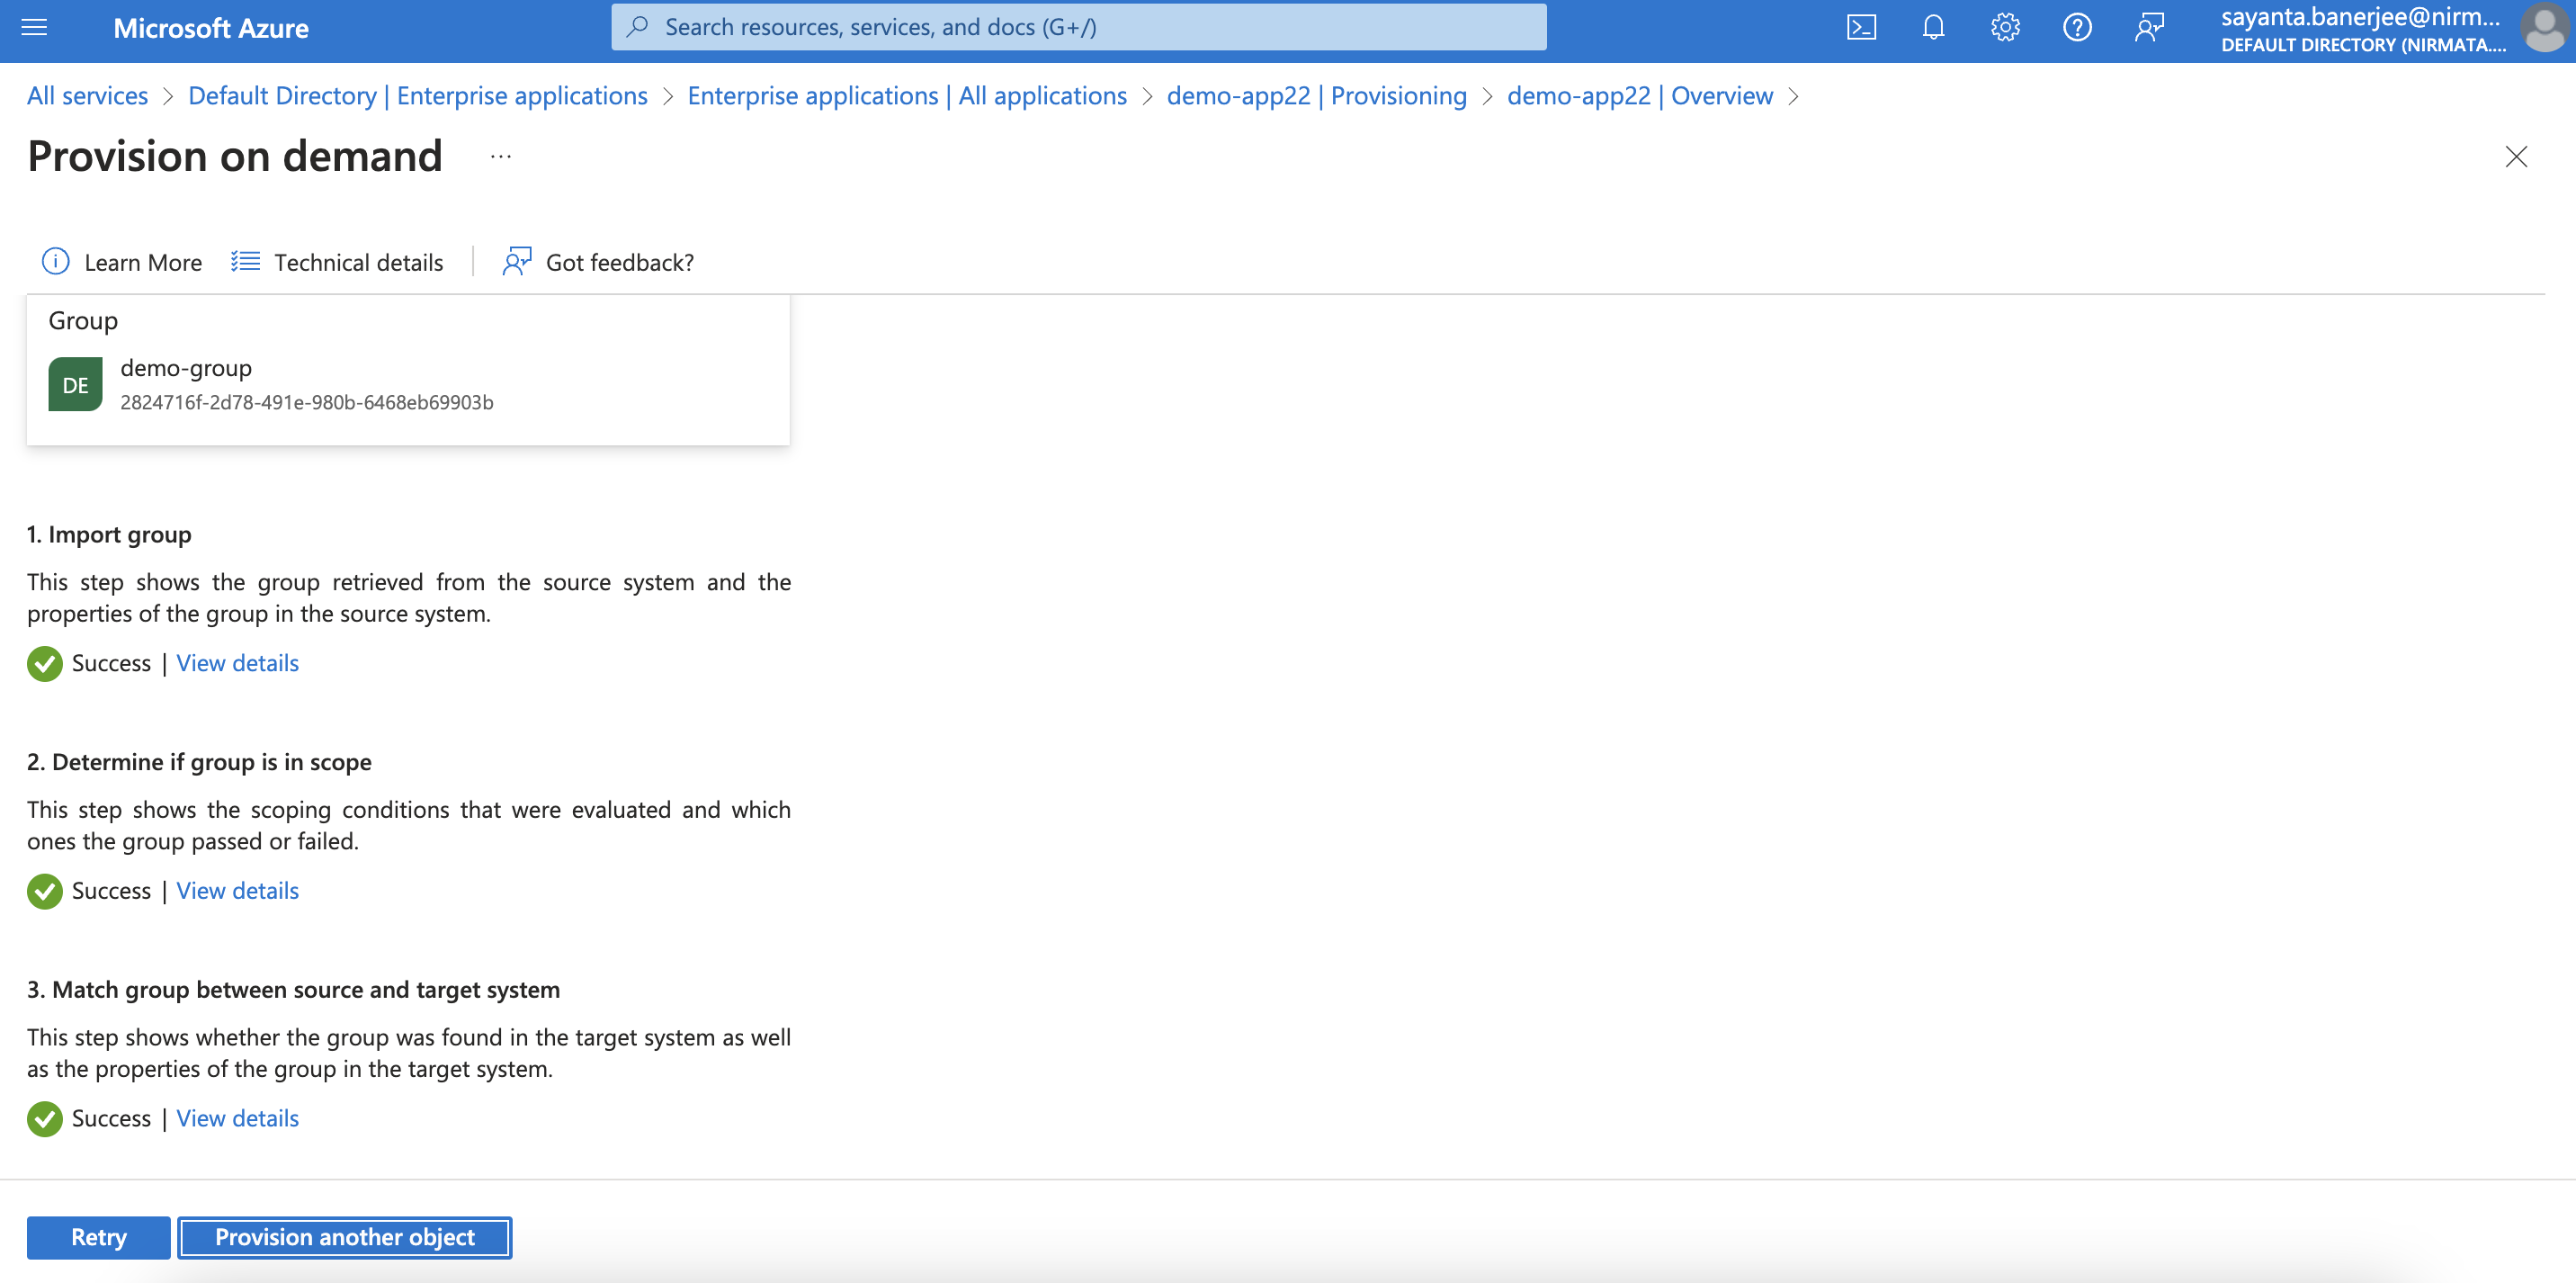 Microsoft Azure
Search resources, services, and docs (G+/)
sayanta.banerjee@nirm...
DEFAULT DIRECTORY (NIRMATA....
All services > Default Directory | Enterprise applications > Enterprise applications | All applications > demo-app22 | Provisioning > demo-app22 | Overview >
Provision on demand ...
Learn More Technical details | Got feedback?
Group
DE
demo-group
2824716f-2d78-491e-980b-6468eb69903b
1. Import group
This step shows the group retrieved from the source system and the
properties of the group in the source system.
Success | View details
2. Determine if group is in scope
This step shows the scoping conditions that were evaluated and which
ones the group passed or failed.
Success | View details
3. Match group between source and target system
This step shows whether the group was found in the target system as well
as the properties of the group in the target system.
Success | View details
Retry Provision another object